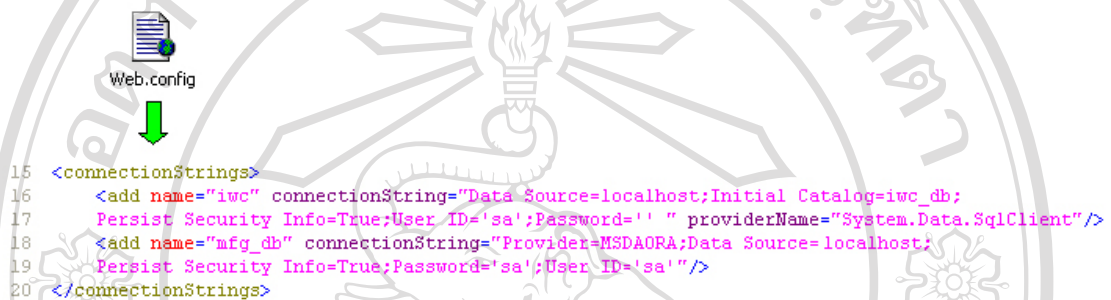 Web.config
15 <connectionStrings>
16 <add name="iwc" connectionString="Data Source=localhost;Initial Catalog=iwc_db;
17 Persist Security Info=True;User ID='sa';Password='' " providerName="System.Data.SqlClient"/>
18 <add name="mfg_db" connectionString="Provider=MSDAORA;Data Source=localhost;
19 Persist Security Info=True;Password='sa';User ID='sa'"/>
20 </connectionStrings>